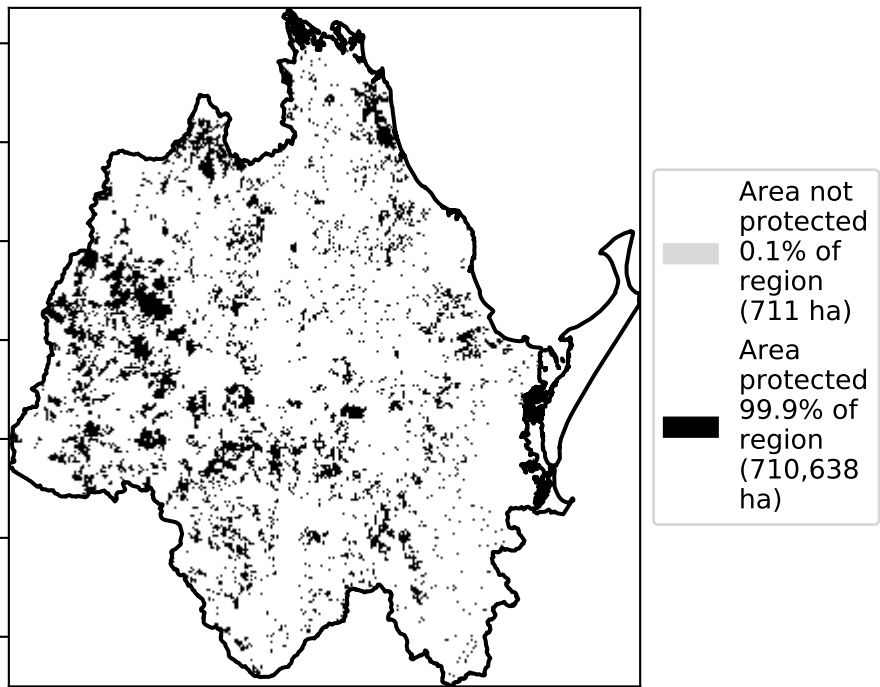 Area not
protected
0.1% of
region
(711 ha)
Area
protected
99.9% of
region
(710,638
ha)